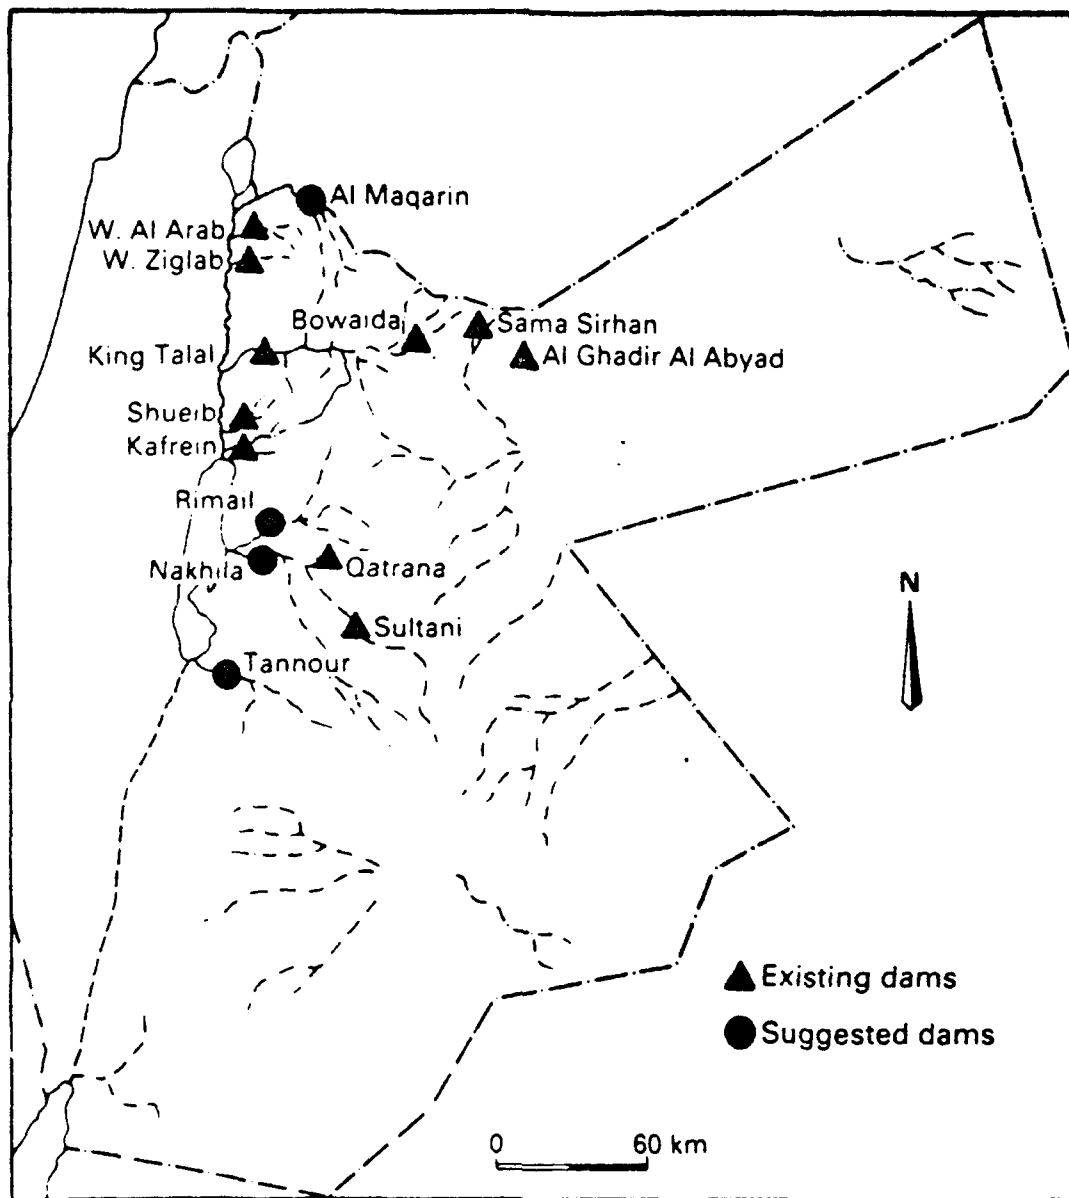 Al Maqarin
W. Al Arab
W. Ziglab
Bowaida
Sama Sirhan
King Talal
Al Ghadir Al Abyad
Shueib
Kafrein
Rimail
Nakhila
Qatrana
Sultani
Tannour
N
Existing dams
Suggested dams
0 60 km